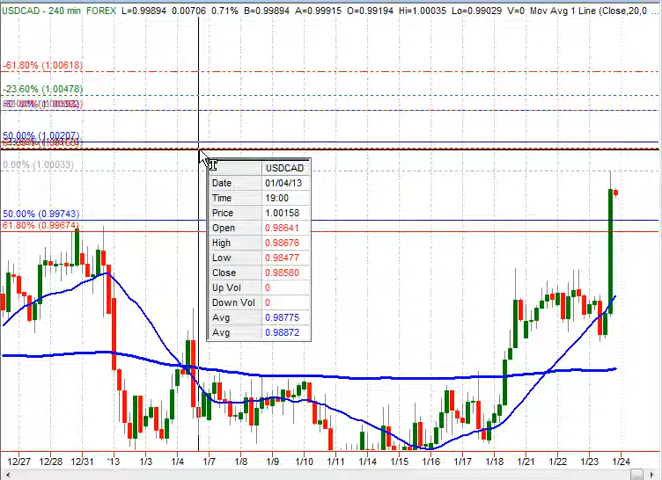 USDCAD - 240 min FOREX L=0.99894 0.00706 0.71% B=0.99894 A=0.99915 O=0.99194 Hi=1.00035 Lo=0.99029 V=0 Mov Avg 1 Line (Close,20,0
-61.80% (1.00618)
-23.60% (1.00478)
50.00% (1.00207)
0.00% (1.00033)
USDCAD
Date 01/04/13
Time 19:00
Price 1.00158
Open 0.98641
High 0.98676
Low 0.98477
Close 0.98580
Up Vol 0
Down Vol 0
Avg 0.98775
Avg 0.98872
50.00% (0.99743)
61.80% (0.99674)
12/27 12/28 12/31 '13 1/3 1/4 1/7 1/8 1/9 1/10 1/11 1/14 1/15 1/16 1/17 1/18 1/21 1/22 1/23 1/24